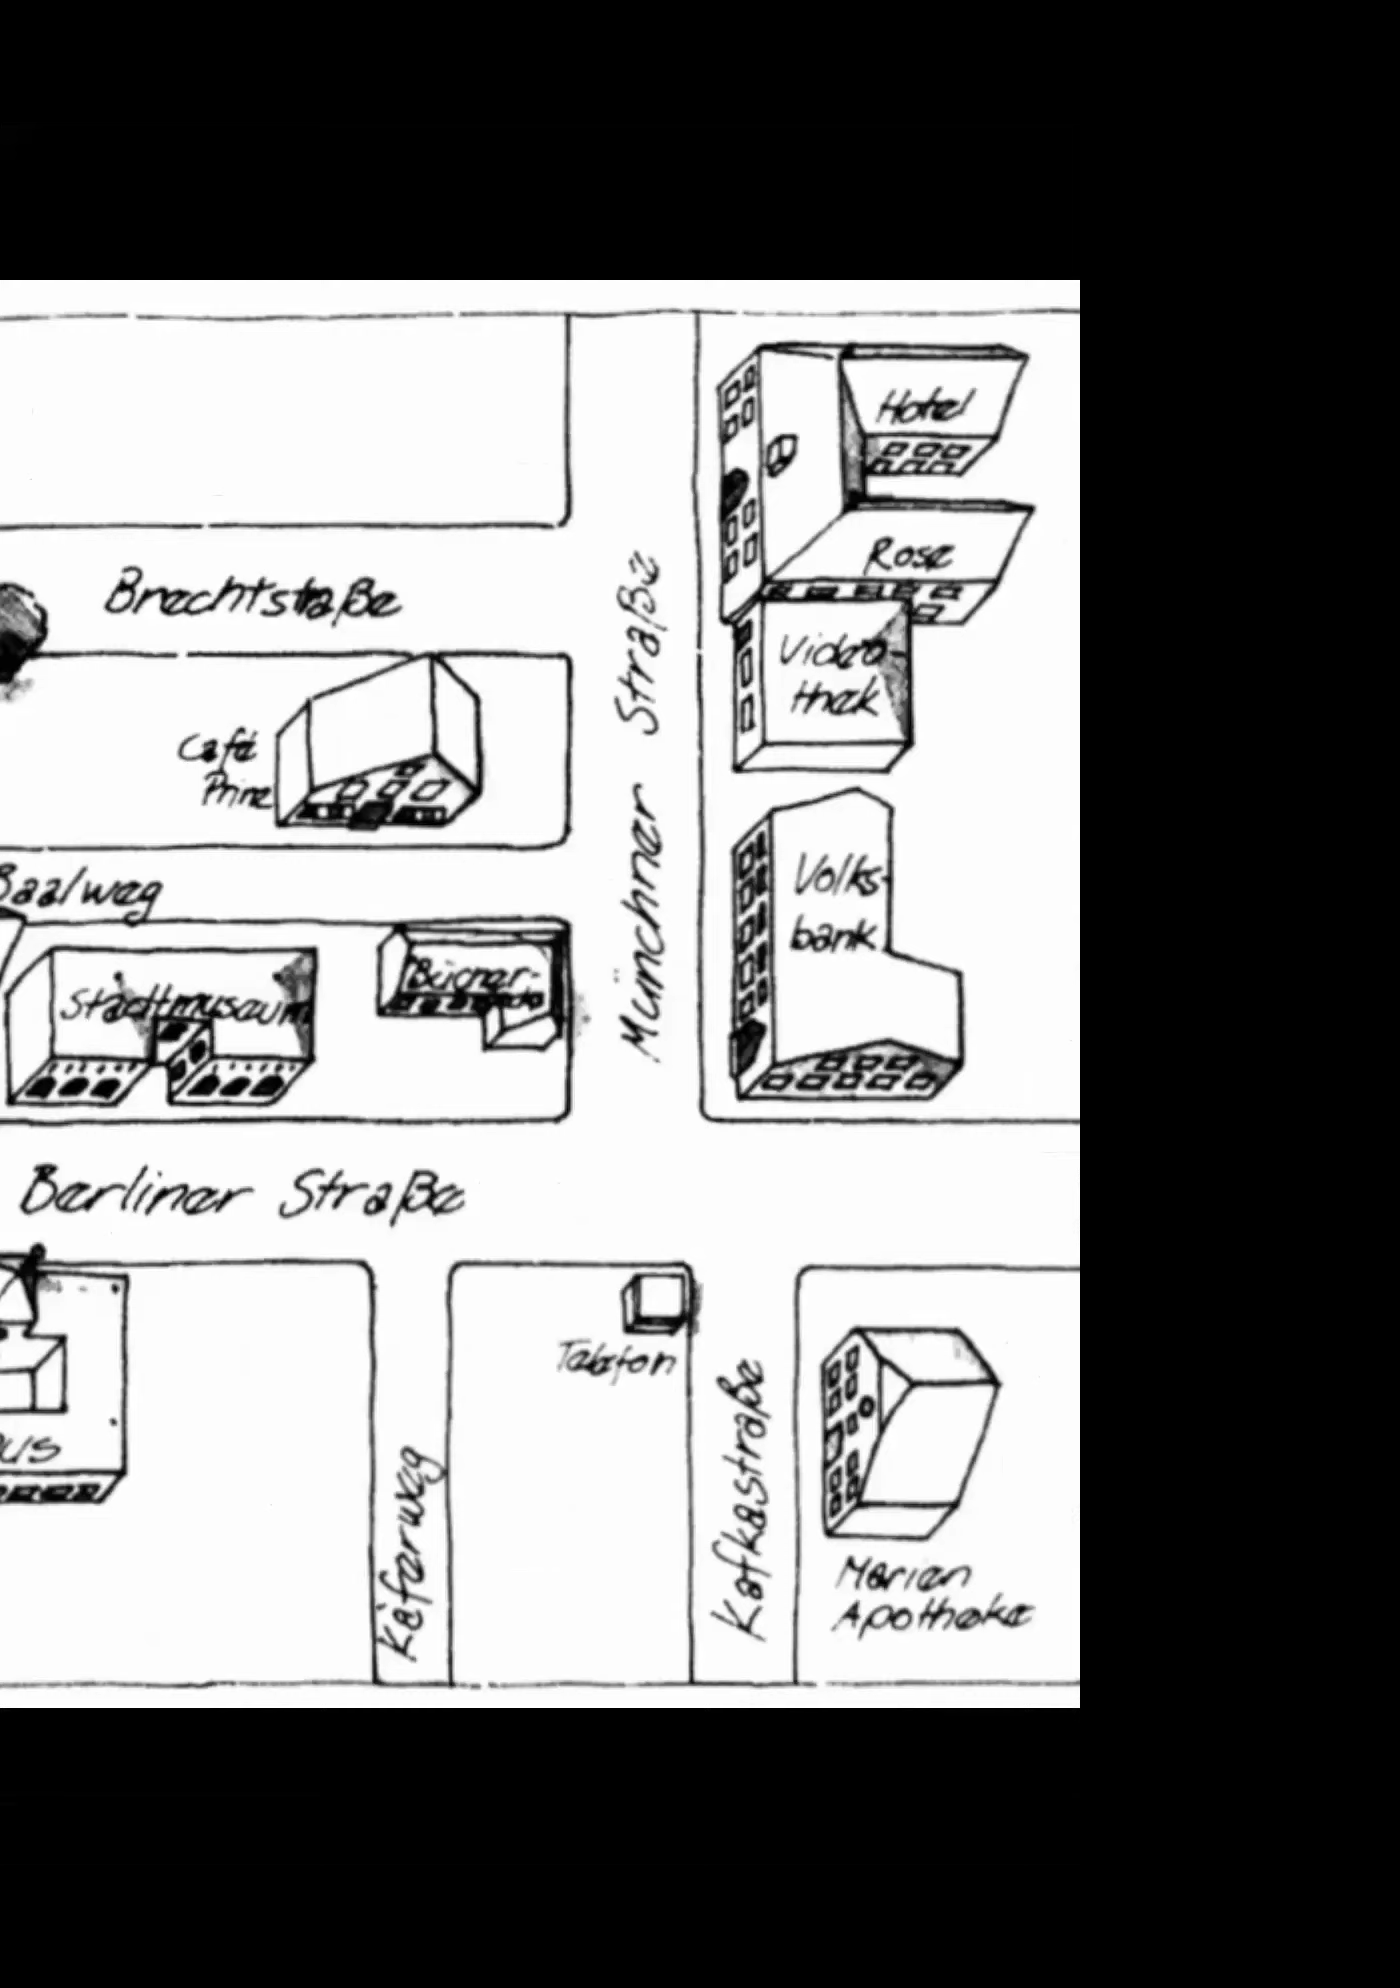 Hotel
Rose
Brechtstraße
Video-
thek
Café
Prinz
Münchner Straße
Volks-
bank
Baalweg
Bücher-
Stadtmuseum
Berliner Straße
Telefon
Käferweg
Kafkastraße
Marien
Apotheke